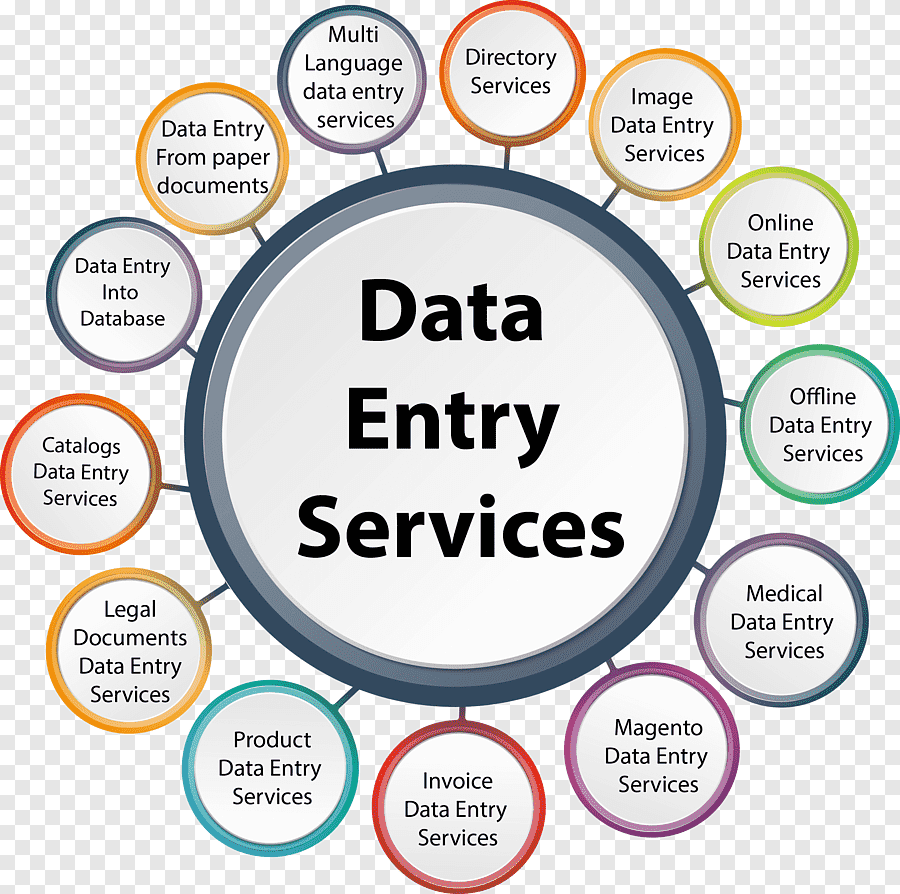 Data
Entry
Services
Multi
Language
data entry
services
Directory
Services
Image
Data Entry
Services
Online
Data Entry
Services
Offline
Data Entry
Services
Medical
Data Entry
Services
Magento
Data Entry
Services
Invoice
Data Entry
Services
Product
Data Entry
Services
Legal
Documents
Data Entry
Services
Catalogs
Data Entry
Services
Data Entry
Into
Database
Data Entry
From paper
documents